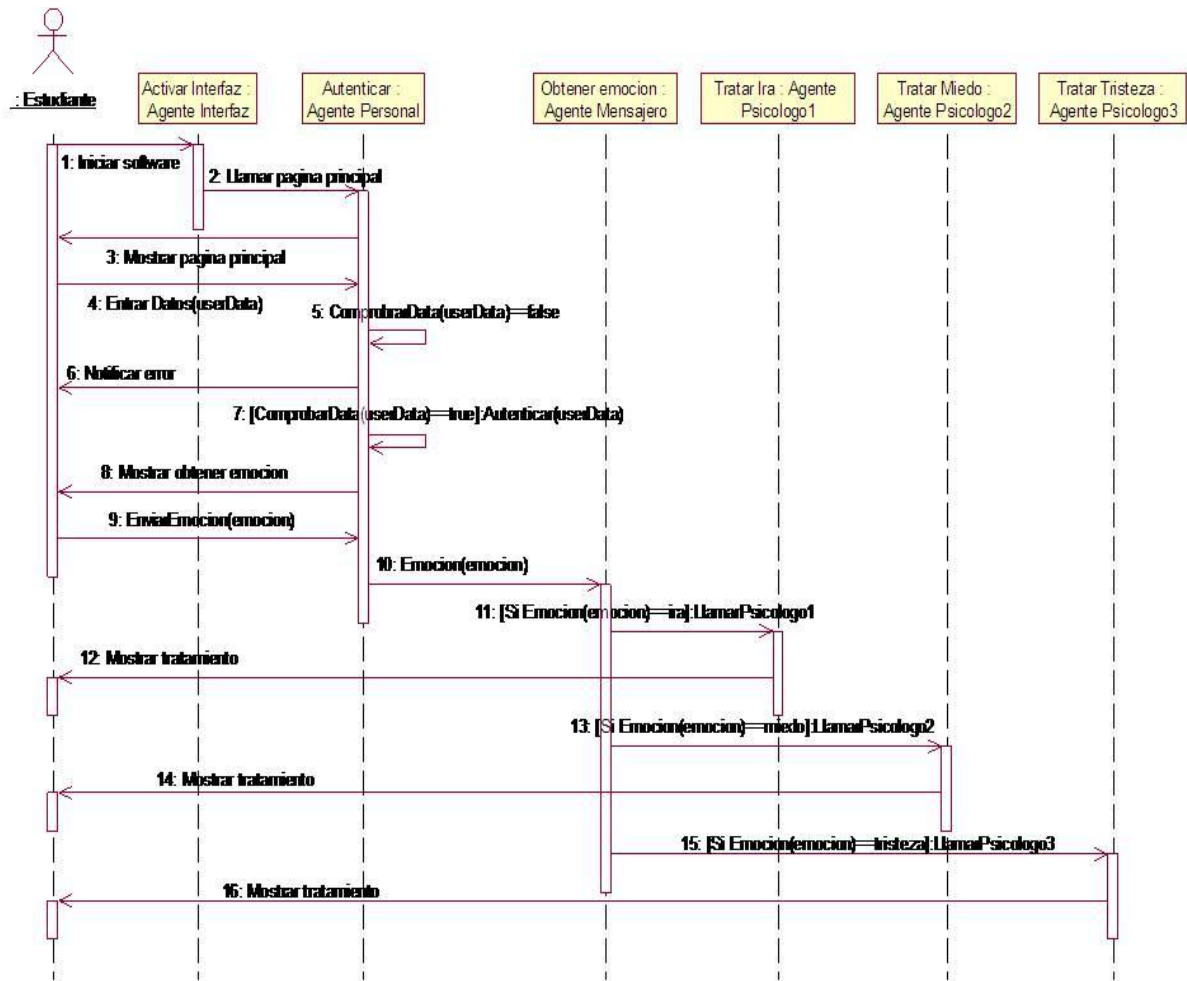 : Estudiante
Activar Interfaz :
Agente Interfaz
Autenticar :
Agente Personal
Obtener emocion :
Agente Mensajero
Tratar Ira : Agente
Psicologo1
Tratar Miedo :
Agente Psicologo2
Tratar Tristeza :
Agente Psicologo3
1: Iniciar software
2: Llamar pagina principal
3: Mostrar pagina principal
4: Entrar Datos(userData)
5: ComprobrarData(userData)==false
6: Notificar error
7: [ComprobarData(userData)==true]:Autenticar(userData)
8: Mostrar obtener emocion
9: EnviarEmocion(emocion)
10: Emocion(emocion)
11: [Si Emocion(emocion)==ira]:LlamarPsicologo1
12: Mostrar tratamiento
13: [Si Emocion(emocion)==miedo]:LlamarPsicologo2
14: Mostrar tratamiento
15: [Si Emocion(emocion)==tristeza]:LlamarPsicologo3
16: Mostrar tratamiento